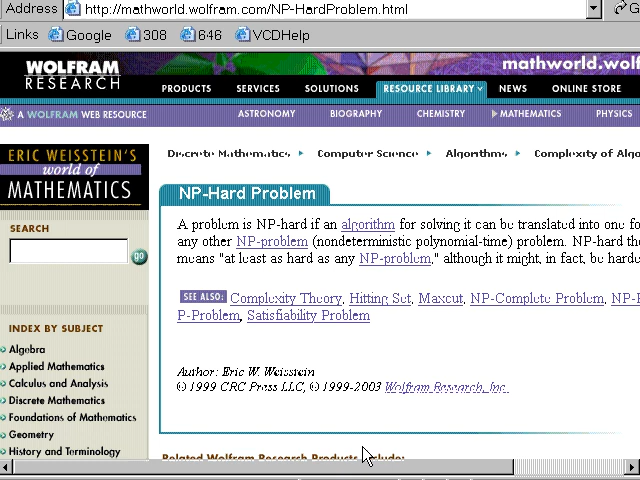 Address http://mathworld.wolfram.com/NP-HardProblem.html
Links Google 308 646 VCDHelp
WOLFRAM RESEARCH mathworld.wolf
PRODUCTS SERVICES SOLUTIONS RESOURCE LIBRARY NEWS ONLINE STORE
A WOLFRAM WEB RESOURCE ASTRONOMY BIOGRAPHY CHEMISTRY MATHEMATICS PHYSICS
ERIC WEISSTEIN'S
world of
MATHEMATICS
Discrete Mathematics Computer Science Algorithms Complexity of Algo
NP-Hard Problem
A problem is NP-hard if an algorithm for solving it can be translated into one fo
any other NP-problem (nondeterministic polynomial-time) problem. NP-hard the
means "at least as hard as any NP-problem," although it might, in fact, be harde
SEE ALSO: Complexity Theory, Hitting Set, Maxcut, NP-Complete Problem, NP-P
P-Problem, Satisfiability Problem
Author: Eric W. Weisstein
© 1999 CRC Press LLC, © 1999-2003 Wolfram Research, Inc.
SEARCH
go
INDEX BY SUBJECT
Algebra
Applied Mathematics
Calculus and Analysis
Discrete Mathematics
Foundations of Mathematics
Geometry
History and Terminology
Related Wolfram Research Products Include: